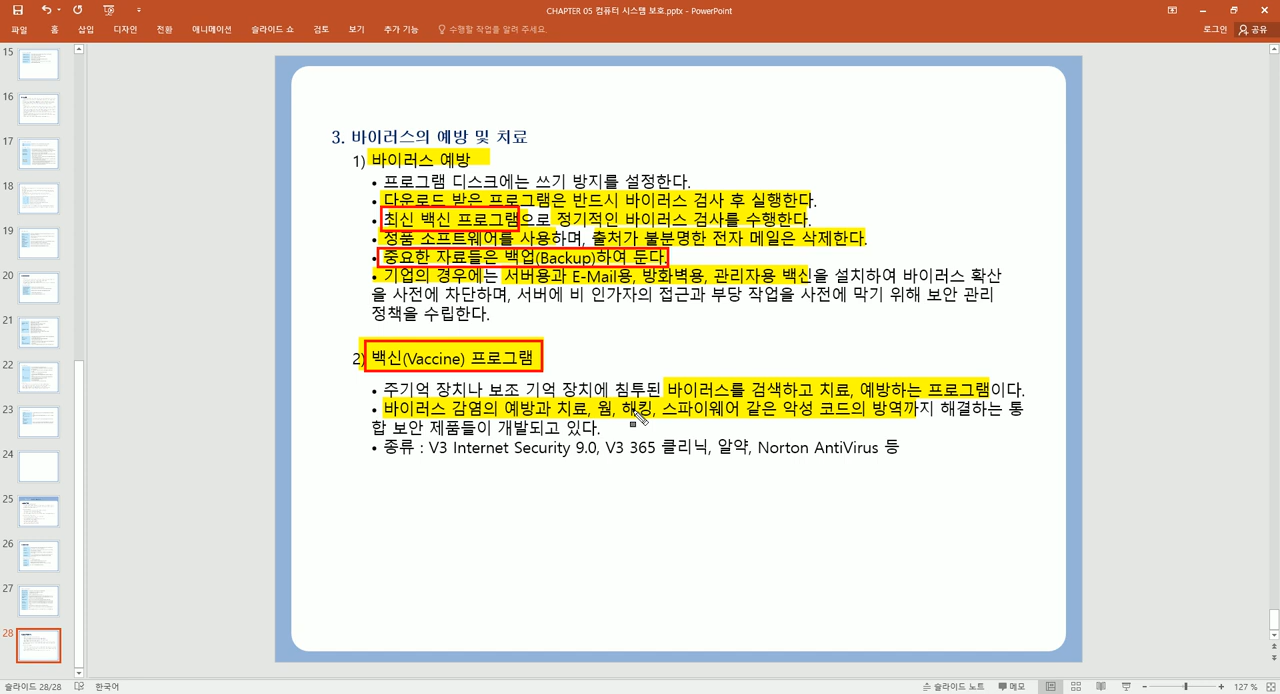 CHAPTER 05 컴퓨터 시스템 보호.pptx - PowerPoint
파일 홈 삽입 디자인 전환 애니메이션 슬라이드 쇼 검토 보기 추가 기능 수행할 작업을 알려 주세요. 로그인 공유
15
16
17
18
19
20
21
22
23
24
25
26
27
28
3. 바이러스의 예방 및 치료
1) 바이러스 예방
• 프로그램 디스크에는 쓰기 방지를 설정한다.
• 다운로드 받은 프로그램은 반드시 바이러스 검사 후 실행한다.
• 최신 백신 프로그램으로 정기적인 바이러스 검사를 수행한다.
• 정품 소프트웨어를 사용하며, 출처가 불분명한 전자 메일은 삭제한다.
• 중요한 자료들은 백업(Backup)하여 둔다.
• 기업의 경우에는 서버용과 E-Mail용, 방화벽용, 관리자용 백신을 설치하여 바이러스 확산
을 사전에 차단하며, 서버에 비 인가자의 접근과 부당 작업을 사전에 막기 위해 보안 관리
정책을 수립한다.
2) 백신(Vaccine) 프로그램
• 주기억 장치나 보조 기억 장치에 침투된 바이러스를 검색하고 치료, 예방하는 프로그램이다.
• 바이러스 감염의 예방과 치료, 웜, 해킹, 스파이웨어 같은 악성 코드의 방역까지 해결하는 통
합 보안 제품들이 개발되고 있다.
• 종류 : V3 Internet Security 9.0, V3 365 클리닉, 알약, Norton AntiVirus 등
슬라이드 28/28 한국어 슬라이드 노트 메모 127 %